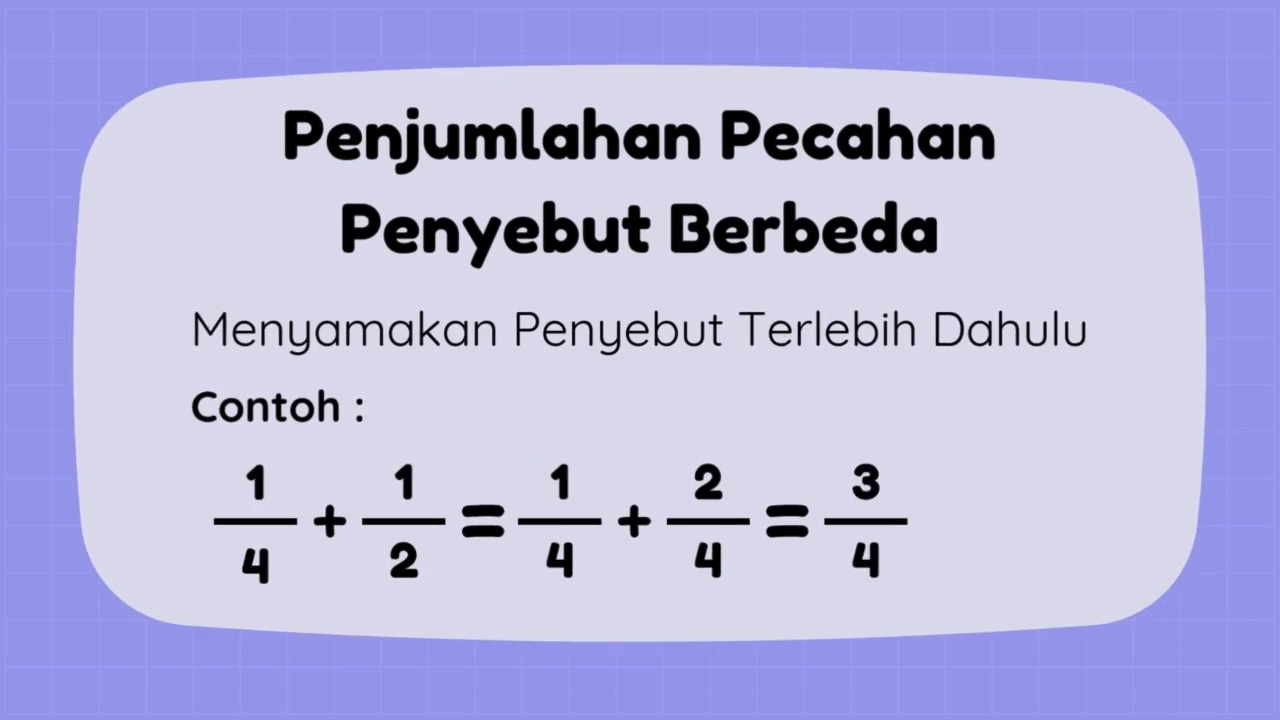 Penjumlahan Pecahan
Penyebut Berbeda
Menyamakan Penyebut Terlebih Dahulu
Contoh :
1/4 + 1/2 = 1/4 + 2/4 = 3/4